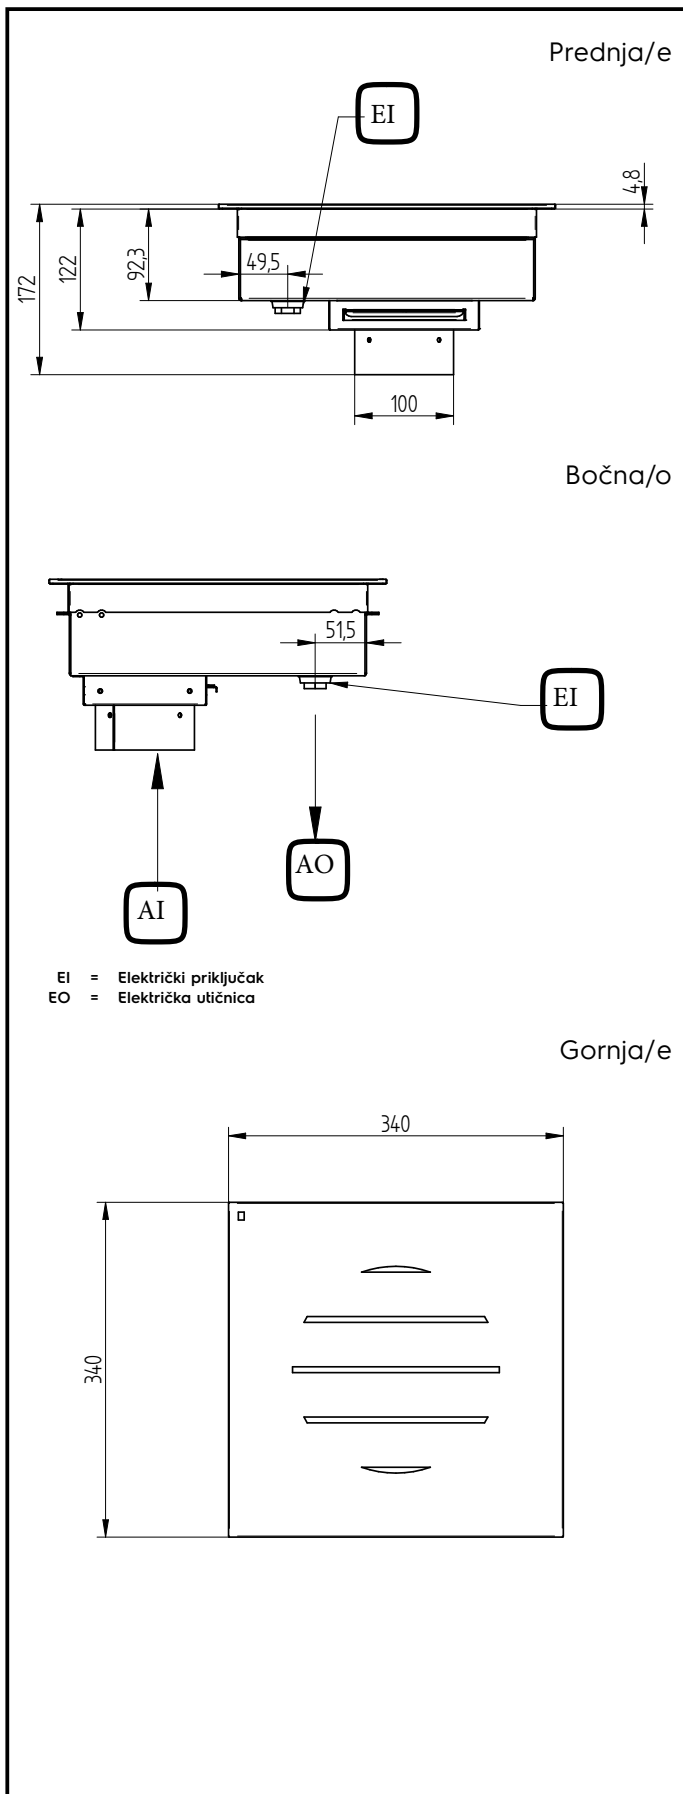 Prednja/e
EI
4,8
172
122
92,3
49,5
100
Bočna/o
51,5
EI
AO
AI
EI = Električki priključak
EO = Električka utičnica
Gornja/e
340
340